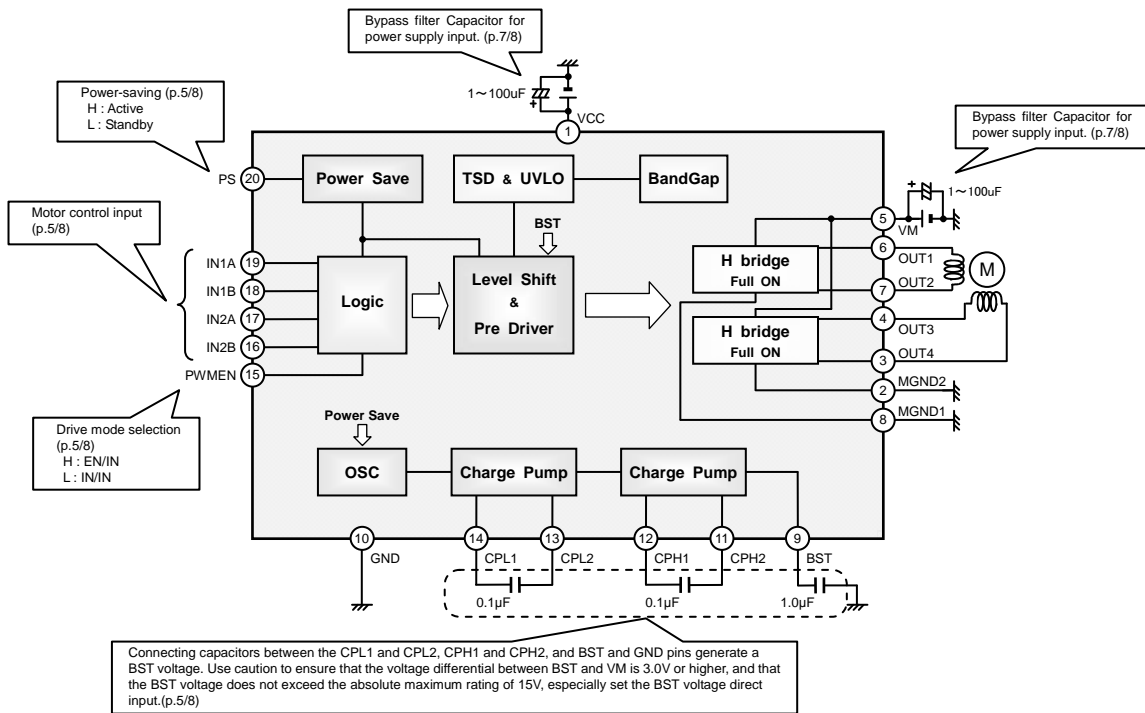 Bypass filter Capacitor for
power supply input. (p.7/8)
Power-saving (p.5/8)
H : Active
L : Standby
1～100uF
+
1
VCC
Bypass filter Capacitor for
power supply input. (p.7/8)
PS
20
Power Save
TSD & UVLO
BandGap
+
1～100uF
Motor control input
(p.5/8)
BST
5
VM
IN1A
19
IN1B
18
IN2A
17
IN2B
16
PWMEN
15
Logic
Level Shift
&
Pre Driver
H bridge
Full ON
H bridge
Full ON
6
OUT1
7
OUT2
M
4
OUT3
3
OUT4
2
MGND2
8
MGND1
Drive mode selection
(p.5/8)
H : EN/IN
L : IN/IN
Power Save
OSC
Charge Pump
Charge Pump
10
GND
14
CPL1
13
CPL2
12
CPH1
11
CPH2
9
BST
0.1μF
0.1μF
1.0μF
Connecting capacitors between the CPL1 and CPL2, CPH1 and CPH2, and BST and GND pins generate a
BST voltage. Use caution to ensure that the voltage differential between BST and VM is 3.0V or higher, and that
the BST voltage does not exceed the absolute maximum rating of 15V, especially set the BST voltage direct
input.(p.5/8)